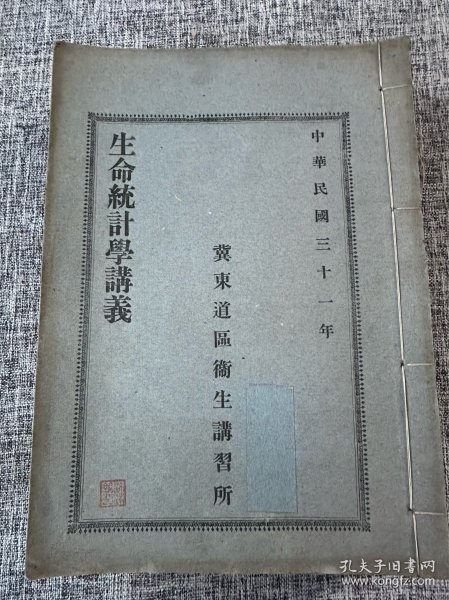 中華民國三十一年
冀東道區衞生講習所
生命統計學講義
孔夫子旧书网
www.kongfz.com